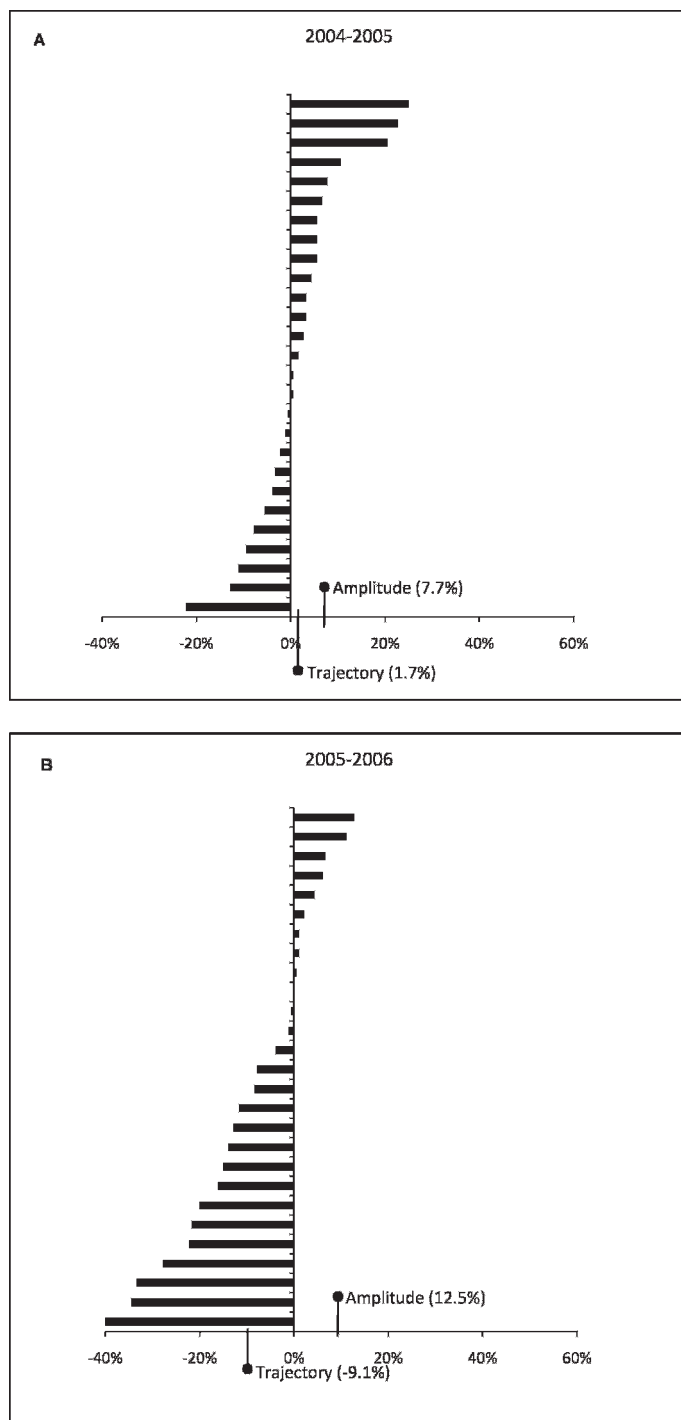 A
2004-2005
Amplitude (7.7%)
-40% -20% 0% 20% 40% 60%
Trajectory (1.7%)
B
2005-2006
Amplitude (12.5%)
-40% -20% 0% 20% 40% 60%
Trajectory (-9.1%)